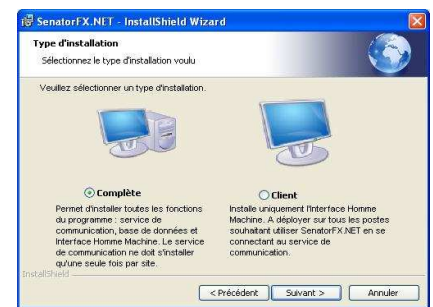 SenatorFX.NET - InstallShield Wizard
Type d'installation
Sélectionnez le type d'installation voulu
Veuillez sélectionner un type d'installation.
Complète
Permet d'installer toutes les fonctions
du programme : service de
communication, base de données et
Interface Homme Machine. Le service
de communication ne doit s'installer
qu'une seule fois par site.
Client
Installe uniquement l'Interface Homme
Machine. A déployer sur tous les postes
souhaitant utiliser SenatorFX.NET en se
connectant au service de
communication.
InstallShield
< Précédent
Suivant >
Annuler